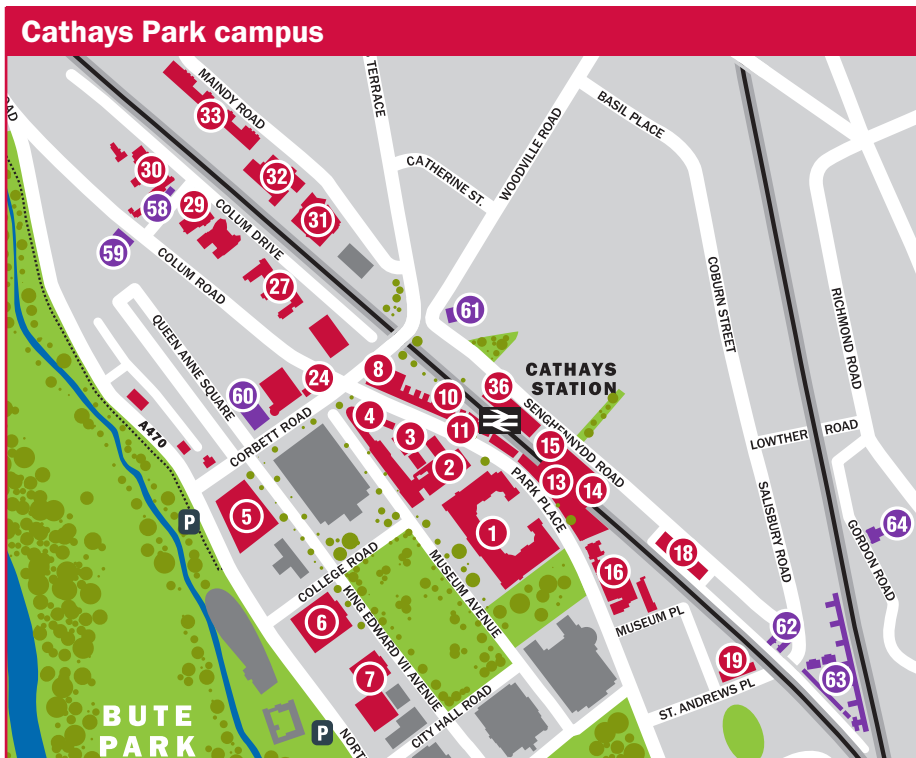 Cathays Park campus
MAINDY ROAD
TERRACE
BASIL PLACE
WOODVILLE ROAD
CATHERINE ST.
OAD
33
32
31
30
58
29
59
COLUM DRIVE
COLUM ROAD
27
COBURN STREET
RICHMOND ROAD
61
QUEEN ANNE SQUARE
CATHAYS
STATION
8
24
36
60
10
4
11
3
SENGHENNYDD ROAD
A470
CORBETT ROAD
LOWTHER ROAD
15
2
13
14
PARK PLACE
SALISBURY ROAD
5
P
1
64
GORDON ROAD
COLLEGE ROAD
MUSEUM AVENUE
18
16
KING EDWARD VII AVENUE
6
MUSEUM PL
62
19
63
7
ST. ANDREWS PL
CITY HALL ROAD
BUTE
PARK
P
NORT